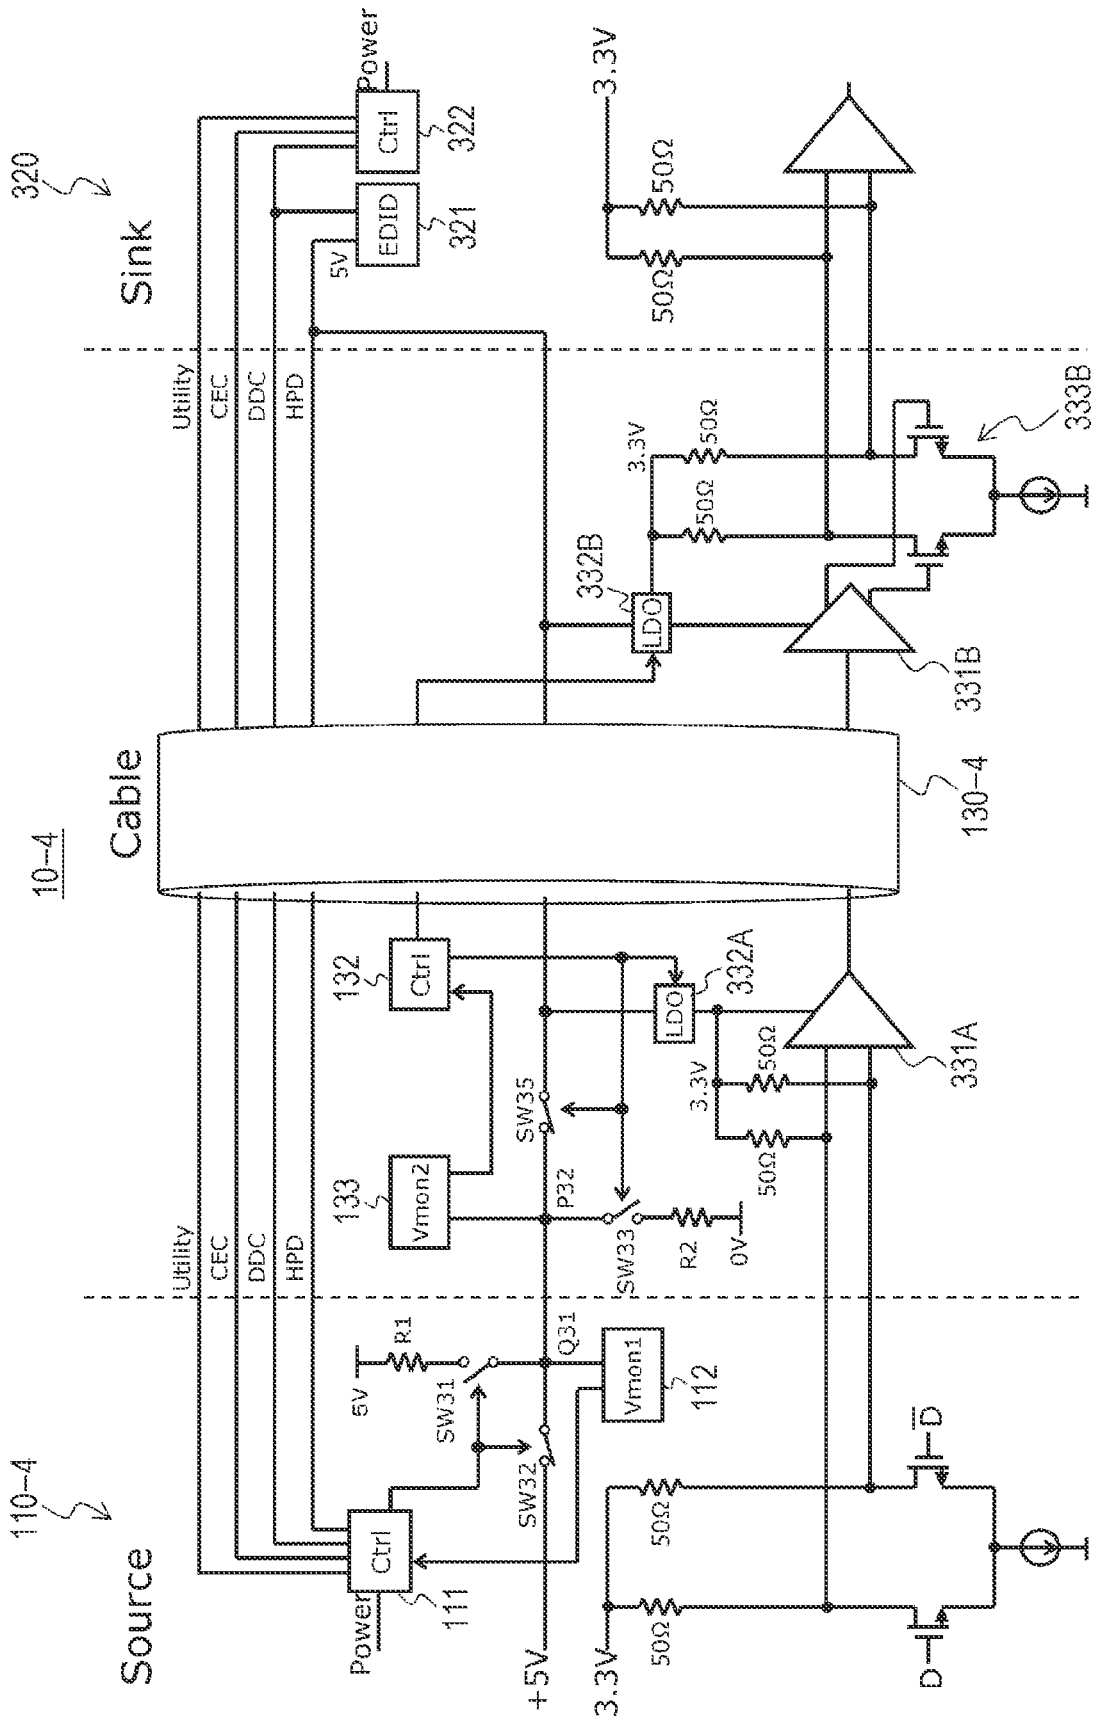 10-4
Source
110-4
Cable
Sink
320
Utility
CEC
DDC
HPD
Utility
CEC
DDC
HPD
Power
Ctrl
111
5V
R1
SW31
SW32
Q31
+5V
Vmon1
112
Vmon2
133
Ctrl
132
P32
SW35
SW33
R2
0V
LDO
332A
3.3V
50Ω
50Ω
331A
130-4
LDO
332B
3.3V
50Ω
50Ω
331B
333B
5V
EDID
321
Ctrl
322
Power
3.3V
50Ω
50Ω
3.3V
50Ω
50Ω
D
D̅